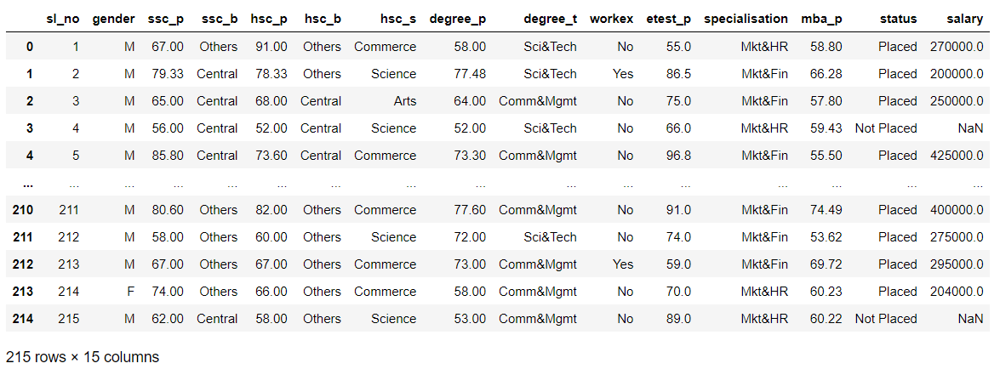 sl_no gender ssc_p ssc_b hsc_p hsc_b hsc_s degree_p degree_t workex etest_p specialisation mba_p status salary
0 1 M 67.00 Others 91.00 Others Commerce 58.00 Sci&Tech No 55.0 Mkt&HR 58.80 Placed 270000.0
1 2 M 79.33 Central 78.33 Others Science 77.48 Sci&Tech Yes 86.5 Mkt&Fin 66.28 Placed 200000.0
2 3 M 65.00 Central 68.00 Central Arts 64.00 Comm&Mgmt No 75.0 Mkt&Fin 57.80 Placed 250000.0
3 4 M 56.00 Central 52.00 Central Science 52.00 Sci&Tech No 66.0 Mkt&HR 59.43 Not Placed NaN
4 5 M 85.80 Central 73.60 Central Commerce 73.30 Comm&Mgmt No 96.8 Mkt&Fin 55.50 Placed 425000.0
... ... ... ... ... ... ... ... ... ... ... ... ... ... ... ...
210 211 M 80.60 Others 82.00 Others Commerce 77.60 Comm&Mgmt No 91.0 Mkt&Fin 74.49 Placed 400000.0
211 212 M 58.00 Others 60.00 Others Science 72.00 Sci&Tech No 74.0 Mkt&Fin 53.62 Placed 275000.0
212 213 M 67.00 Others 67.00 Others Commerce 73.00 Comm&Mgmt Yes 59.0 Mkt&Fin 69.72 Placed 295000.0
213 214 F 74.00 Others 66.00 Others Commerce 58.00 Comm&Mgmt No 70.0 Mkt&HR 60.23 Placed 204000.0
214 215 M 62.00 Central 58.00 Others Science 53.00 Comm&Mgmt No 89.0 Mkt&HR 60.22 Not Placed NaN
215 rows × 15 columns